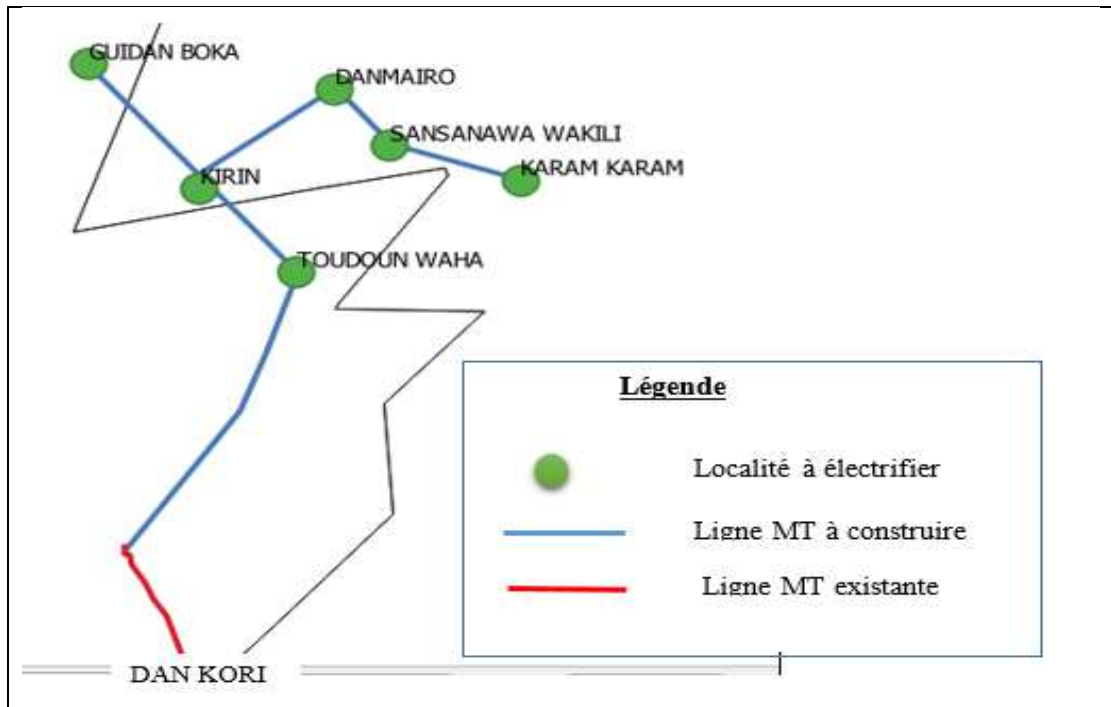 GUIDAN BOKA
DANMAIRO
SANSANAWA WAKILI
KARAM KARAM
KIRIN
TOUDOUN WAHA
Légende
Localité à électrifier
Ligne MT à construire
Ligne MT existante
DAN KORI